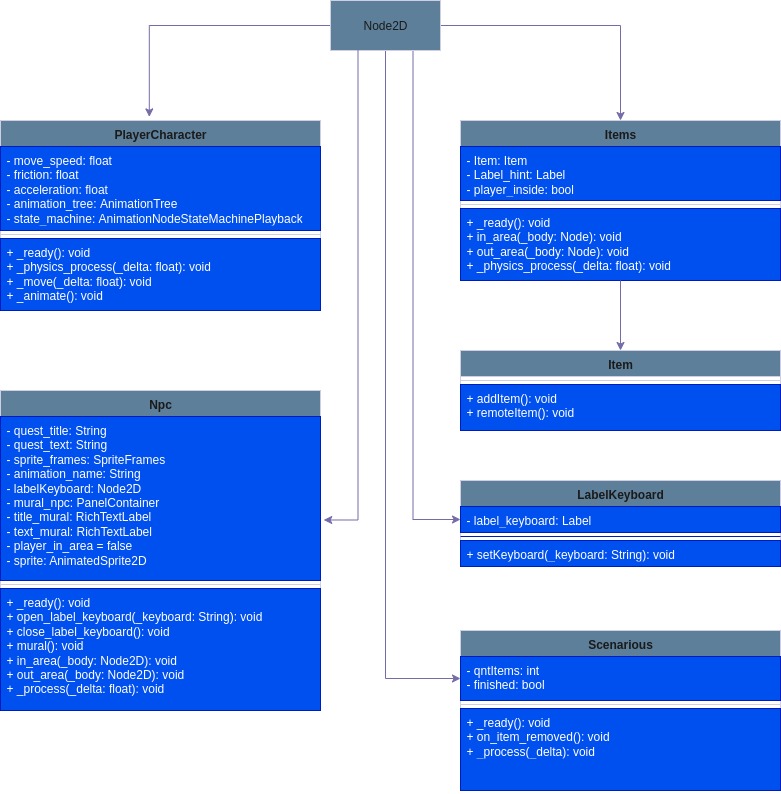 Node2D
PlayerCharacter
- move_speed: float
- friction: float
- acceleration: float
- animation_tree: AnimationTree
- state_machine: AnimationNodeStateMachinePlayback
+ _ready(): void
+ _physics_process(_delta: float): void
+ _move(_delta: float): void
+ _animate(): void
Items
- Item: Item
- Label_hint: Label
- player_inside: bool
+ _ready(): void
+ in_area(_body: Node): void
+ out_area(_body: Node): void
+ _physics_process(_delta: float): void
Item
+ addItem(): void
+ remoteItem(): void
Npc
- quest_title: String
- quest_text: String
- sprite_frames: SpriteFrames
- animation_name: String
- labelKeyboard: Node2D
- mural_npc: PanelContainer
- title_mural: RichTextLabel
- text_mural: RichTextLabel
- player_in_area = false
- sprite: AnimatedSprite2D
+ _ready(): void
+ open_label_keyboard(_keyboard: String): void
+ close_label_keyboard(): void
+ mural(): void
+ in_area(_body: Node2D): void
+ out_area(_body: Node2D): void
+ _process(_delta: float): void
LabelKeyboard
- label_keyboard: Label
+ setKeyboard(_keyboard: String): void
Scenarious
- qntItems: int
- finished: bool
+ _ready(): void
+ on_item_removed(): void
+ _process(_delta): void